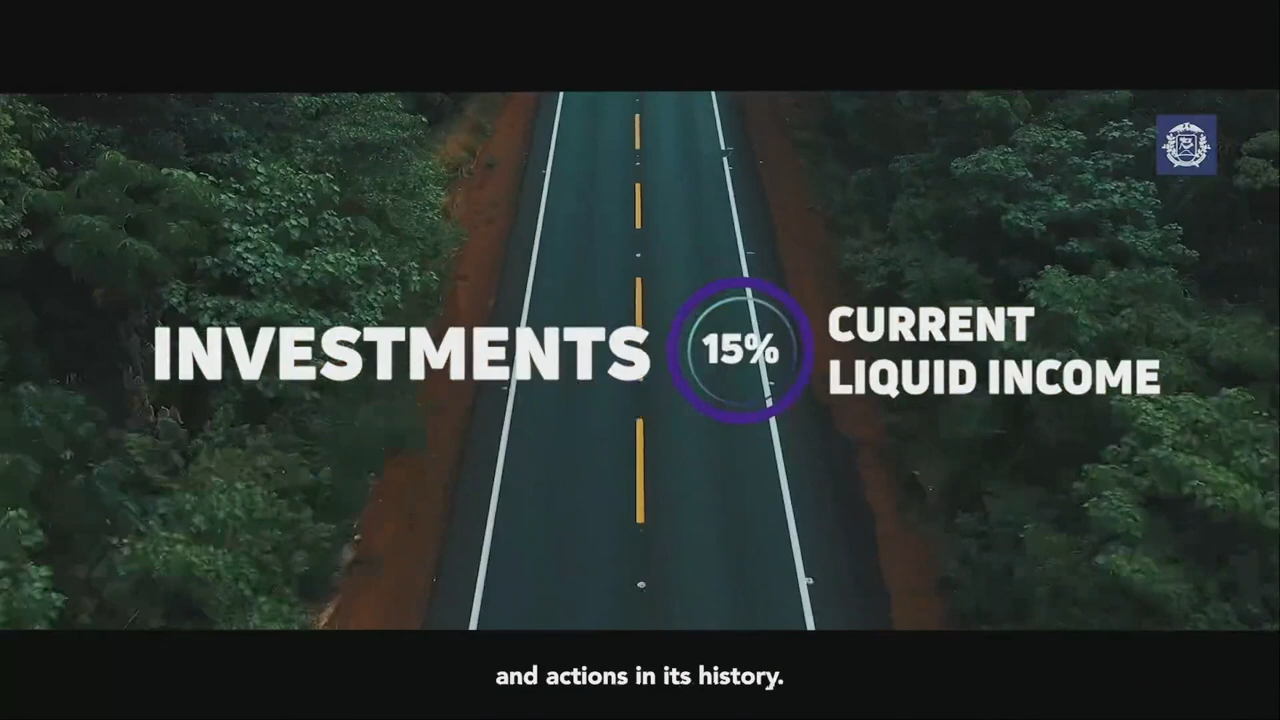 INVESTMENTS
15%
CURRENT
LIQUID INCOME
and actions in its history.